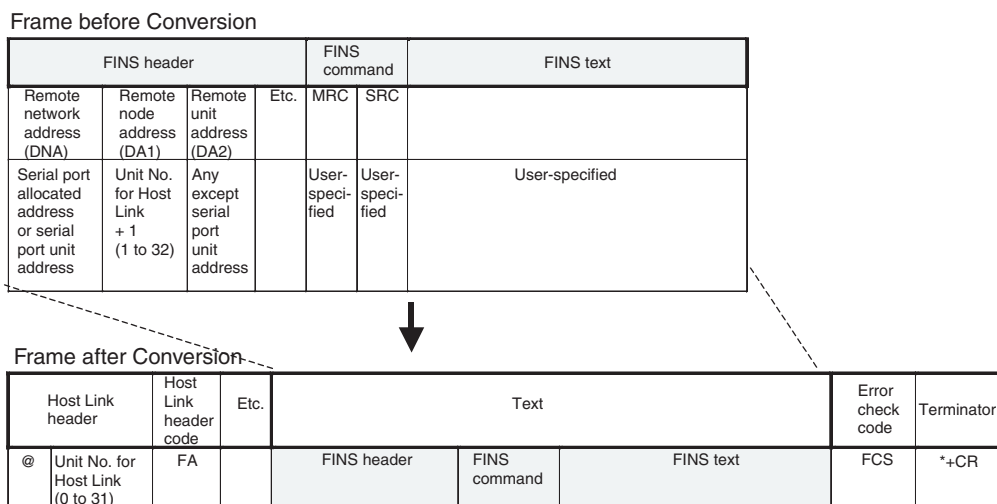 Frame before Conversion
FINS header
FINS
command
FINS text
Remote
network
address
(DNA)
Remote
node
address
(DA1)
Remote
unit
address
(DA2)
Etc.
MRC
SRC
Serial port
allocated
address
or serial
port unit
address
Unit No.
for Host
Link
+ 1
(1 to 32)
Any
except
serial
port
unit
address
User-
speci-
fied
User-
speci-
fied
User-specified
Frame after Conversion
Host Link
header
Host
Link
header
code
Etc.
Text
Error
check
code
Terminator
@
Unit No. for
Host Link
(0 to 31)
FA
FINS header
FINS
command
FINS text
FCS
*+CR